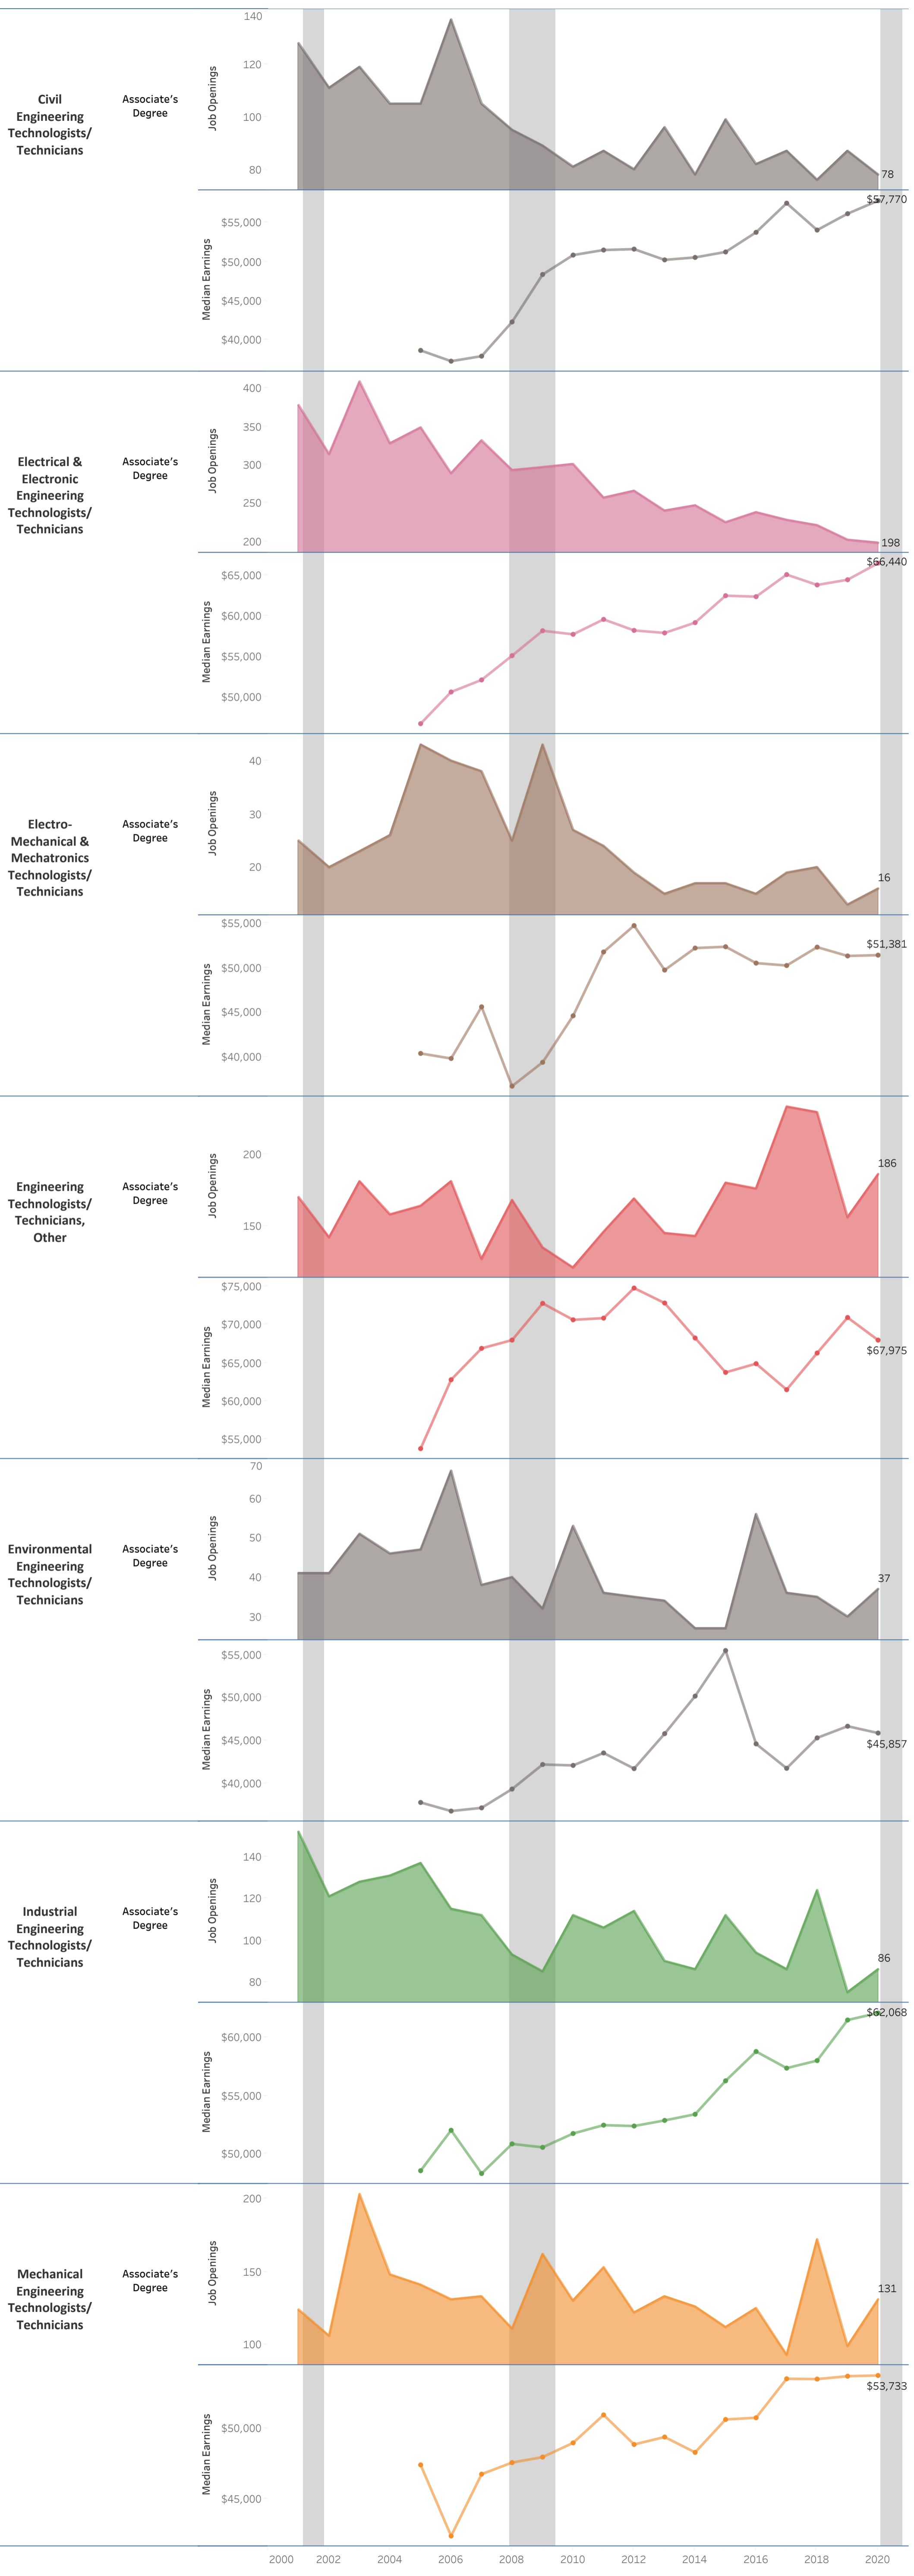 140
120
100
80
Job Openings
Civil
Engineering
Technologists/
Technicians
Associate's
Degree
78
$57,770
$55,000
$50,000
$45,000
$40,000
Median Earnings
400
350
300
250
200
Job Openings
Electrical &
Electronic
Engineering
Technologists/
Technicians
Associate's
Degree
198
$66,440
$65,000
$60,000
$55,000
$50,000
Median Earnings
40
30
20
Job Openings
Electro-
Mechanical &
Mechatronics
Technologists/
Technicians
Associate's
Degree
16
$55,000
$50,000
$45,000
$40,000
Median Earnings
$51,381
200
150
Job Openings
Engineering
Technologists/
Technicians,
Other
Associate's
Degree
186
$75,000
$70,000
$65,000
$60,000
$55,000
Median Earnings
$67,975
70
60
50
40
30
Job Openings
Environmental
Engineering
Technologists/
Technicians
Associate's
Degree
37
$55,000
$50,000
$45,000
$40,000
Median Earnings
$45,857
140
120
100
80
Job Openings
Industrial
Engineering
Technologists/
Technicians
Associate's
Degree
86
$62,068
$60,000
$55,000
$50,000
Median Earnings
200
150
100
Job Openings
Mechanical
Engineering
Technologists/
Technicians
Associate's
Degree
131
$53,733
$50,000
$45,000
Median Earnings
2000 2002 2004 2006 2008 2010 2012 2014 2016 2018 2020